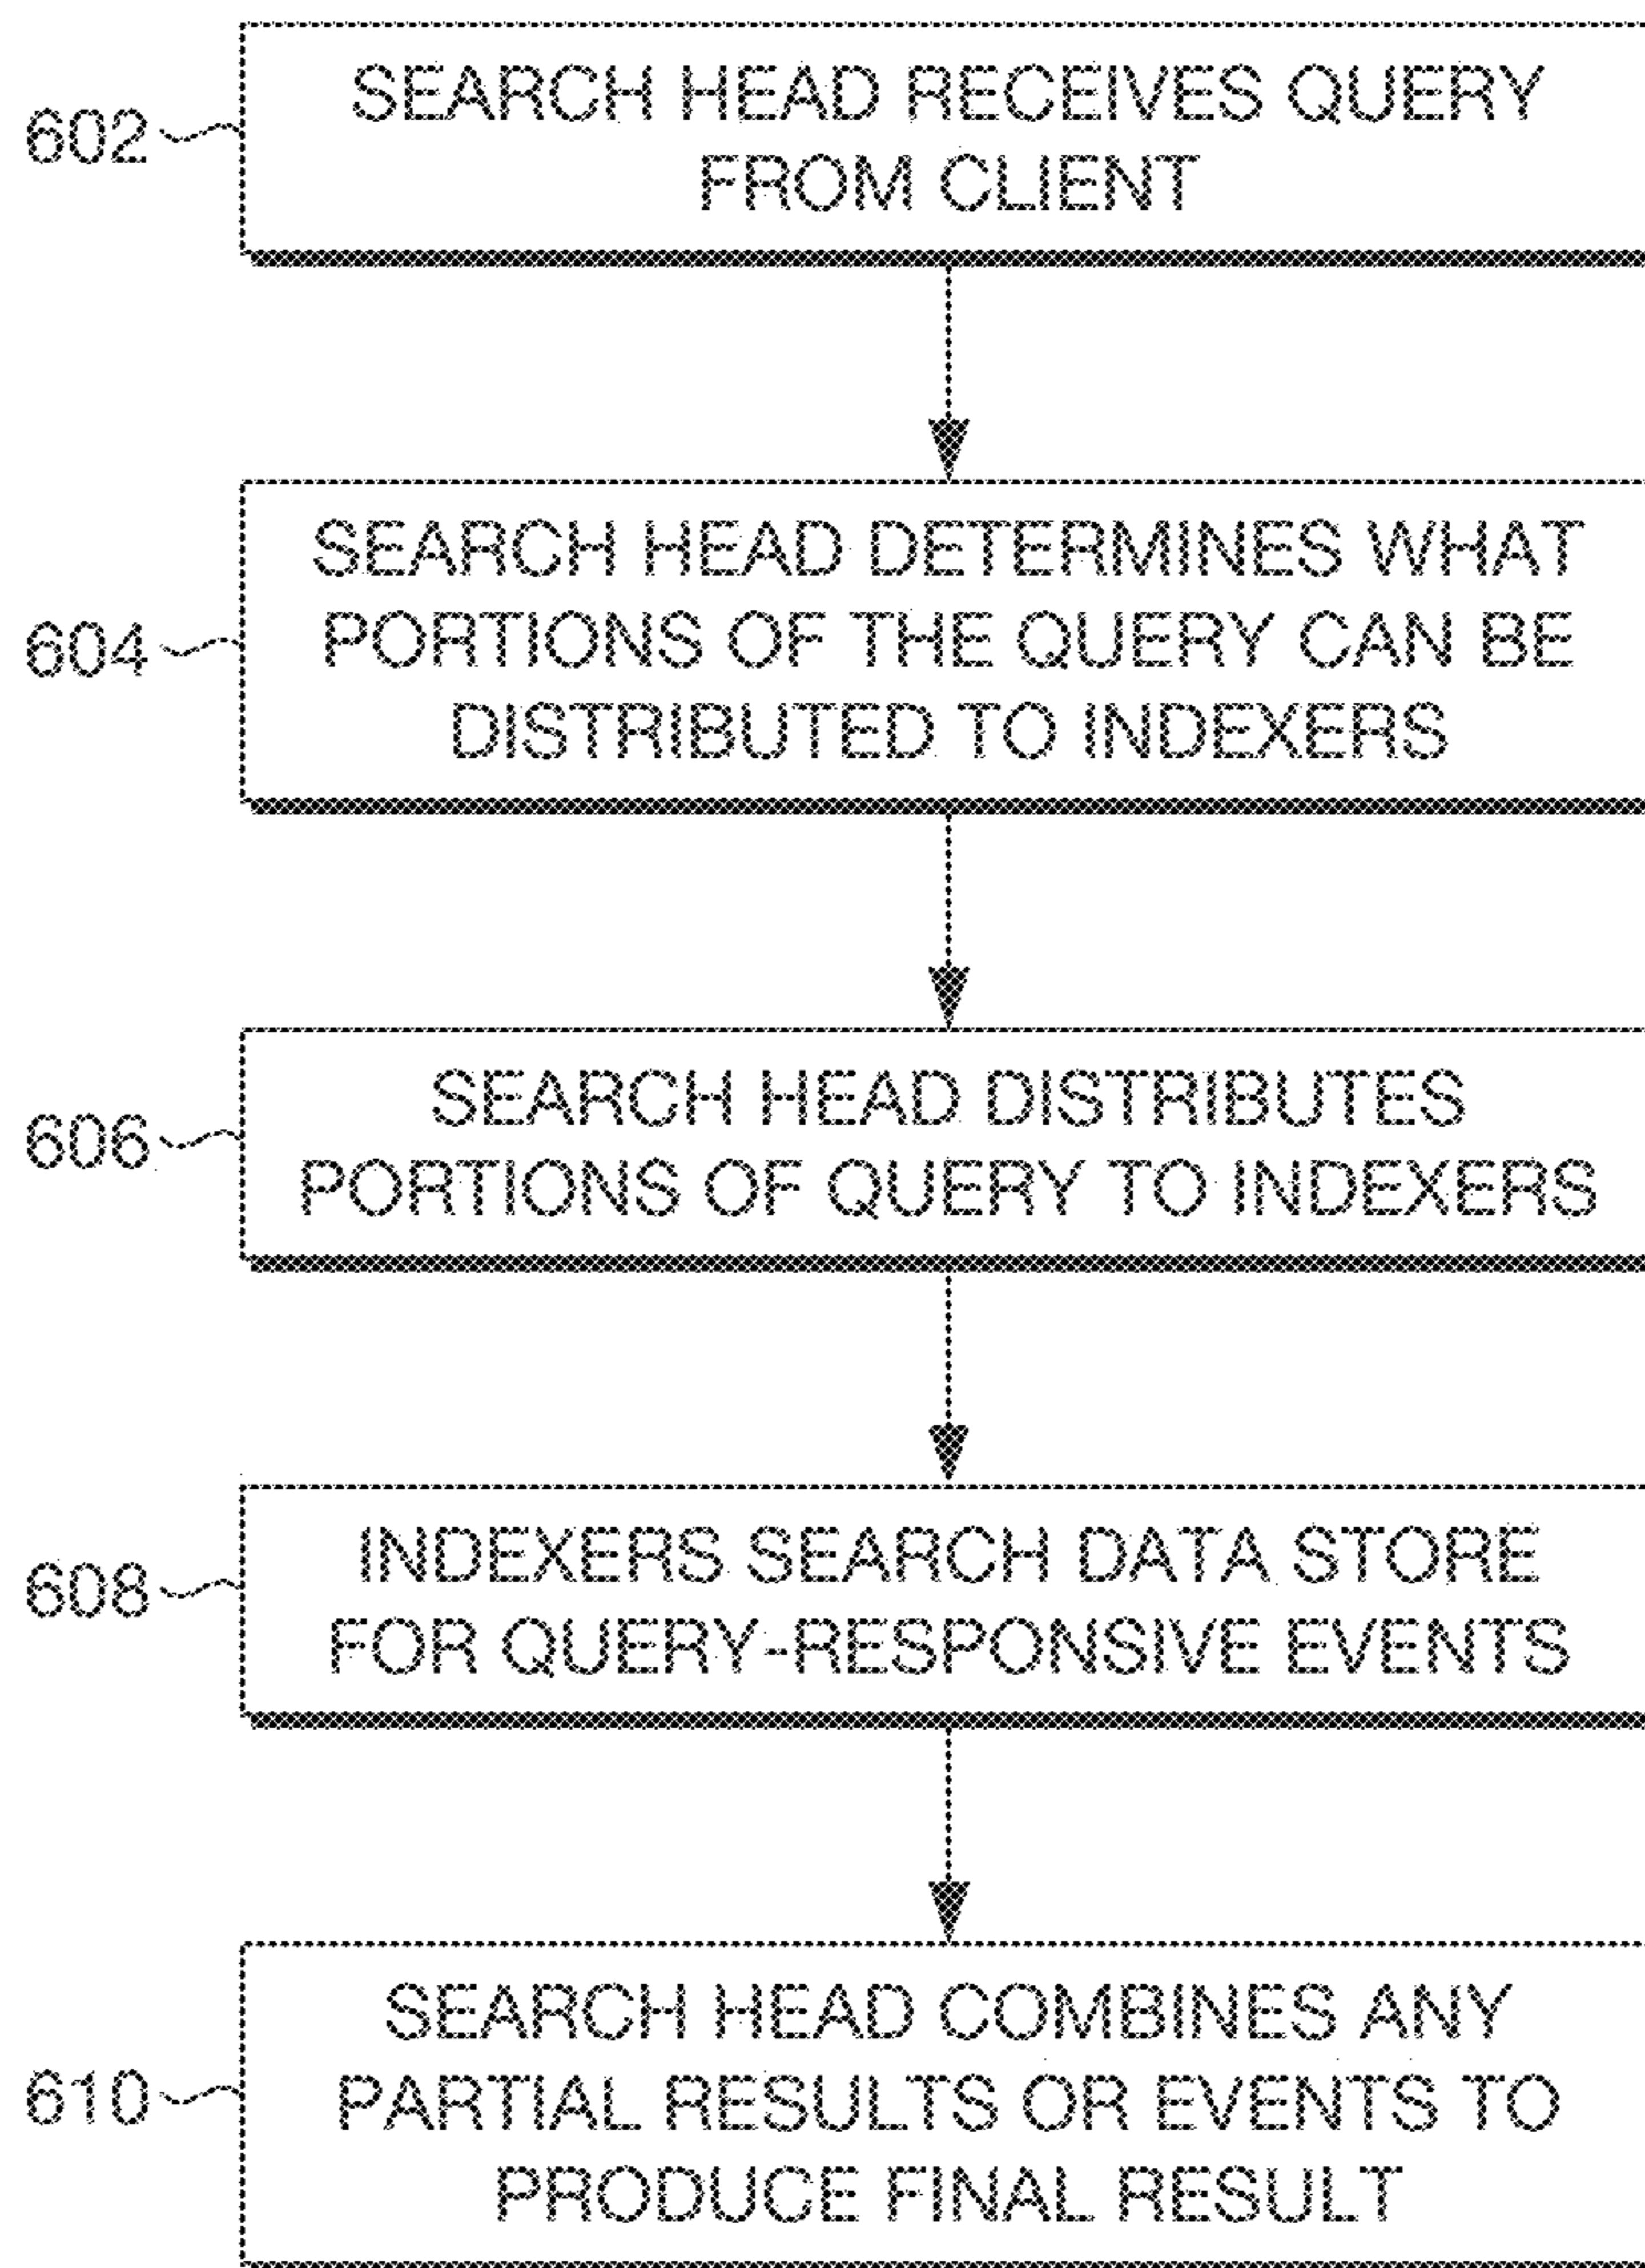 602
SEARCH HEAD RECEIVES QUERY
FROM CLIENT
604
SEARCH HEAD DETERMINES WHAT
PORTIONS OF THE QUERY CAN BE
DISTRIBUTED TO INDEXERS
606
SEARCH HEAD DISTRIBUTES
PORTIONS OF QUERY TO INDEXERS
608
INDEXERS SEARCH DATA STORE
FOR QUERY-RESPONSIVE EVENTS
610
SEARCH HEAD COMBINES ANY
PARTIAL RESULTS OR EVENTS TO
PRODUCE FINAL RESULT